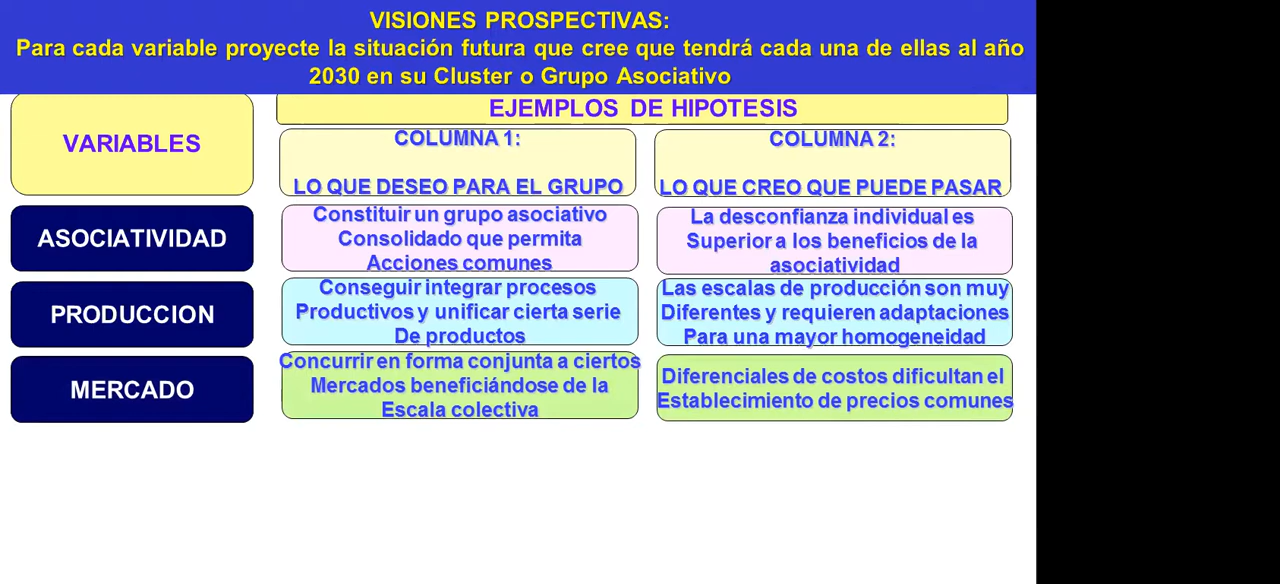 VISIONES PROSPECTIVAS:
Para cada variable proyecte la situación futura que cree que tendrá cada una de ellas al año
2030 en su Cluster o Grupo Asociativo
VARIABLES
EJEMPLOS DE HIPOTESIS
COLUMNA 1:
LO QUE DESEO PARA EL GRUPO
COLUMNA 2:
LO QUE CREO QUE PUEDE PASAR
ASOCIATIVIDAD
Constituir un grupo asociativo
Consolidado que permita
Acciones comunes
La desconfianza individual es
Superior a los beneficios de la
asociatividad
PRODUCCION
Conseguir integrar procesos
Productivos y unificar cierta serie
De productos
Las escalas de producción son muy
Diferentes y requieren adaptaciones
Para una mayor homogeneidad
MERCADO
Concurrir en forma conjunta a ciertos
Mercados beneficiándose de la
Escala colectiva
Diferenciales de costos dificultan el
Establecimiento de precios comunes